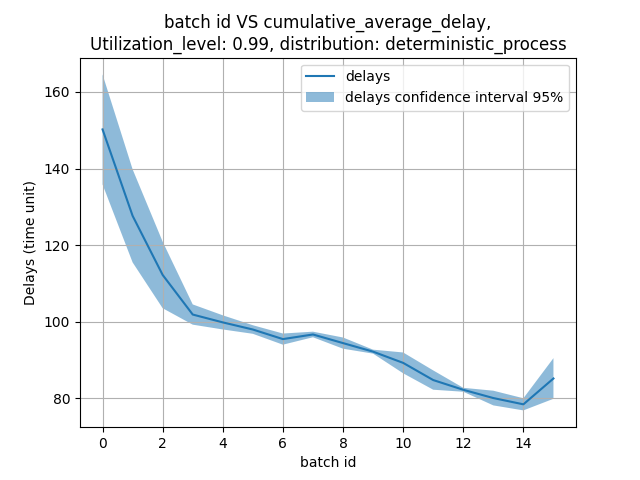 batch id VS cumulative_average_delay,
Utilization_level: 0.99, distribution: deterministic_process
delays
delays confidence interval 95%
Delays (time unit)
160
140
120
100
80
0 2 4 6 8 10 12 14
batch id